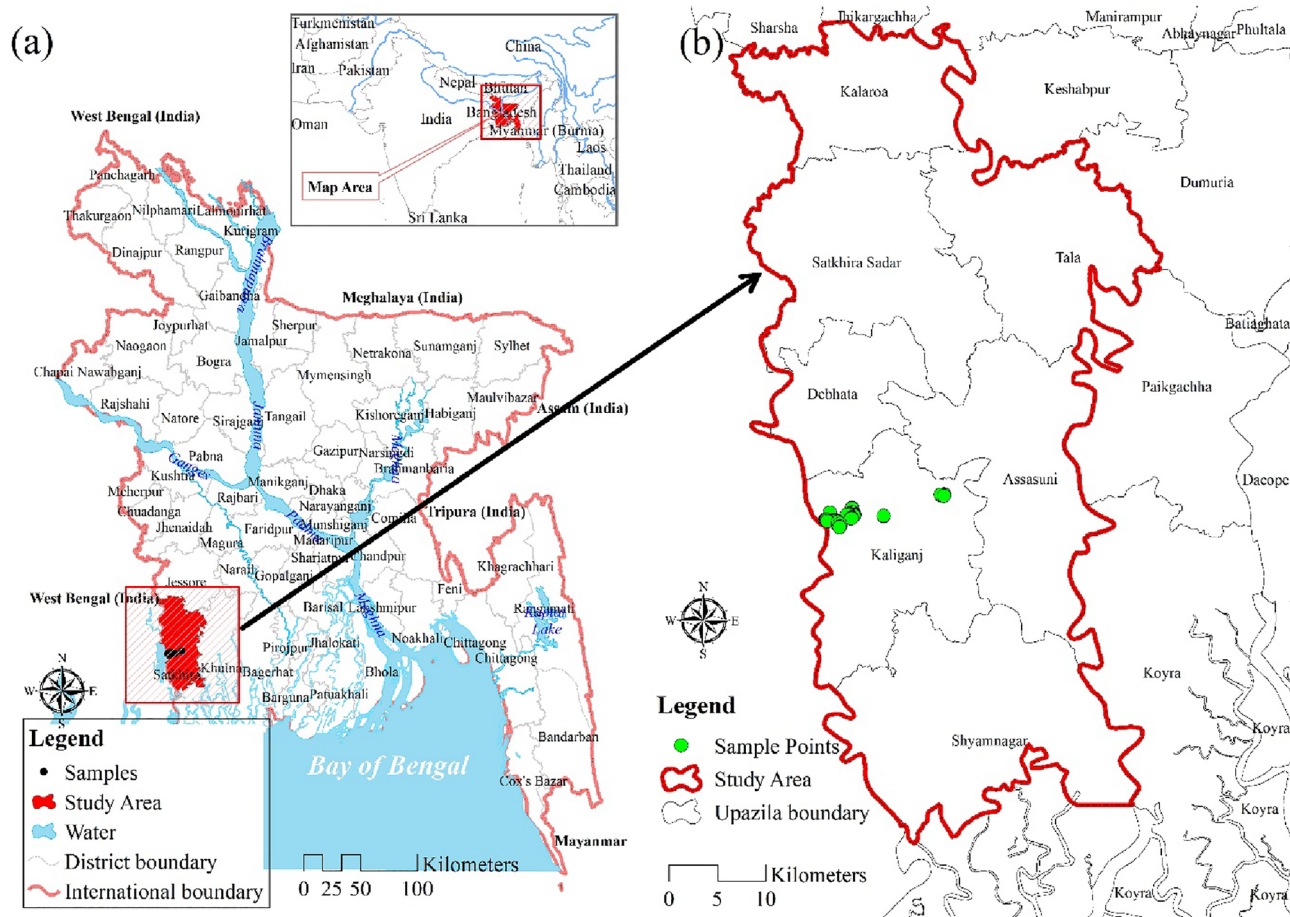 (a)
Turkmenistan
Afghanistan
Iran
Pakistan
Oman
China
Nepal
Bhutan
India
Bangladesh
Myanmar (Burma)
Laos
Thailand
Cambodia
Sri Lanka
Map Area
West Bengal (India)
Panchagarh
Thakurgaon
Nilphamari
Lalmonirhat
Kurigram
Dinajpur
Rangpur
Brahmaputra
Gaibandha
Meghalaya (India)
Joypurhat
Sherpur
Naogaon
Jamalpur
Netrakona
Sunamganj
Sylhet
Bogra
Mymensingh
Chapai Nawabganj
Rajshahi
Natore
Sirajganj
Jamuna
Tangail
Kishoreganj
Habiganj
Maulvibazar
Assam (India)
Pabna
Gazipur
Narsingdi
Meghna
Brahmanbaria
Ganges
Kushtia
Meherpur
Manikganj
Dhaka
Chuadanga
Rajbari
Narayanganj
Jhenaidah
Faridpur
Padma
Munshiganj
Comilla
Tripura (India)
Magura
Madaripur
Shariatpur
Chandpur
Narail
Gopalganj
Khagrachhari
Jessore
Feni
West Bengal (India)
Barisal
Lakshmipur
Rangamati
Kaptai
Lake
Meghna
Noakhali
Chittagong
Pirojpur
Jhalokati
Chittagong
Satkhira
Khulna
Bagerhat
Bhola
Patuakhali
Barguna
Bandarban
Cox's Bazar
Bay of Bengal
Mayanmar
N
W
E
S
Legend
Samples
Study Area
Water
District boundary
International boundary
Kilometers
0 25 50 100
(b)
Sharsha
Jhikargachha
Manirampur
Abhaynagar
Phultala
Kalaroa
Keshabpur
Dumuria
Satkhira Sadar
Tala
Batiaghata
Debhata
Paikgachha
Assasuni
Dacope
Kaliganj
N
W
E
S
Koyra
Shyamnagar
Koyra
Koyra
Koyra
Koyra
Legend
Sample Points
Study Area
Upazila boundary
Kilometers
0 5 10
S